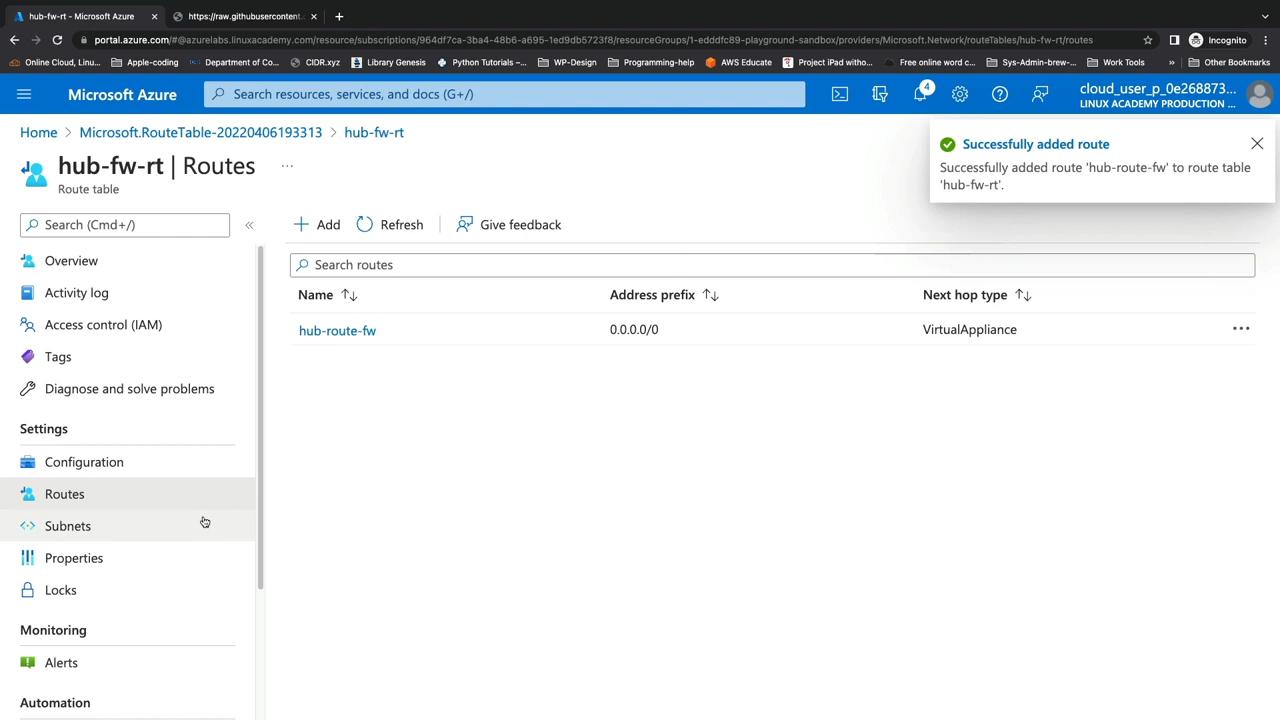 hub-fw-rt - Microsoft Azure
https://raw.githubusercontent.c
portal.azure.com/#@azurelabs.linuxacademy.com/resource/subscriptions/964df7ca-3ba4-48b6-a695-1ed9db5723f8/resourceGroups/1-edddfc89-playground-sandbox/providers/Microsoft.Network/routeTables/hub-fw-rt/routes
Incognito
Online Cloud, Linu... Apple-coding Department of Co... CIDR.xyz Library Genesis Python Tutorials –... WP-Design Programming-help AWS Educate Project iPad witho... Free online word c... Sys-Admin-brew-... Work Tools » Other Bookmarks
Microsoft Azure
Search resources, services, and docs (G+/)
4
cloud_user_p_0e268873...
LINUX ACADEMY PRODUCTION ...
Home > Microsoft.RouteTable-20220406193313 > hub-fw-rt
hub-fw-rt | Routes ...
Route table
Successfully added route
Successfully added route 'hub-route-fw' to route table
'hub-fw-rt'.
Search (Cmd+/) «
Add Refresh Give feedback
Search routes
Name Address prefix Next hop type
hub-route-fw 0.0.0.0/0 VirtualAppliance ...
Overview
Activity log
Access control (IAM)
Tags
Diagnose and solve problems
Settings
Configuration
Routes
Subnets
Properties
Locks
Monitoring
Alerts
Automation